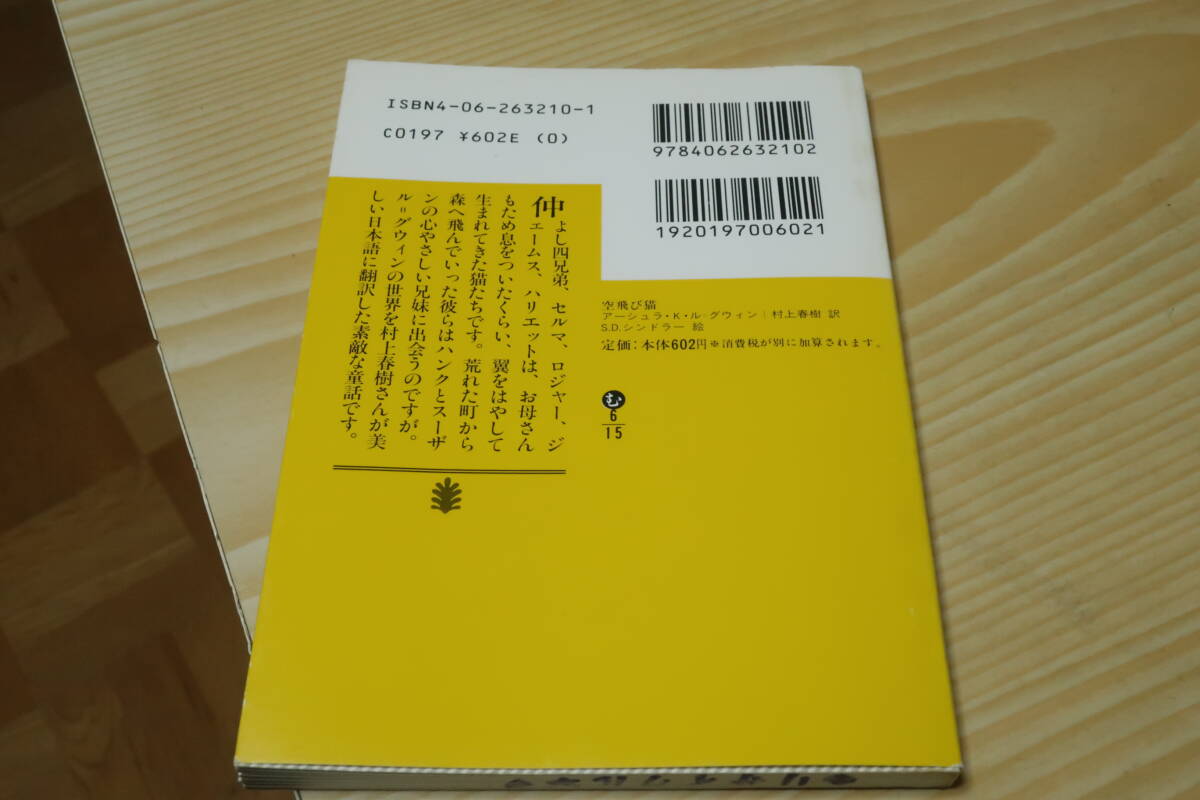 ISBN4-06-263210-1
C0197 ¥602E (0)
9784062632102
1920197006021
仲よし四兄弟、セルマ、ロジャー、ジ
ェームス、ハリエットは、お母さん
もため息をついたくらい、翼をはやして
生まれてきた猫たちです。荒れた町から
森へ飛んでいった彼らはハンクとスーザ
ンの心やさしい兄妹に出会うのですが。
ル=グウィンの世界を村上春樹さんが美
しい日本語に翻訳した素敵な童話です。
空飛び猫
アーシュラ・K・ル=グウィン|村上春樹 訳
S.D.シンドラー 絵
定価:本体602円※消費税が別に加算されます。
む
6
15